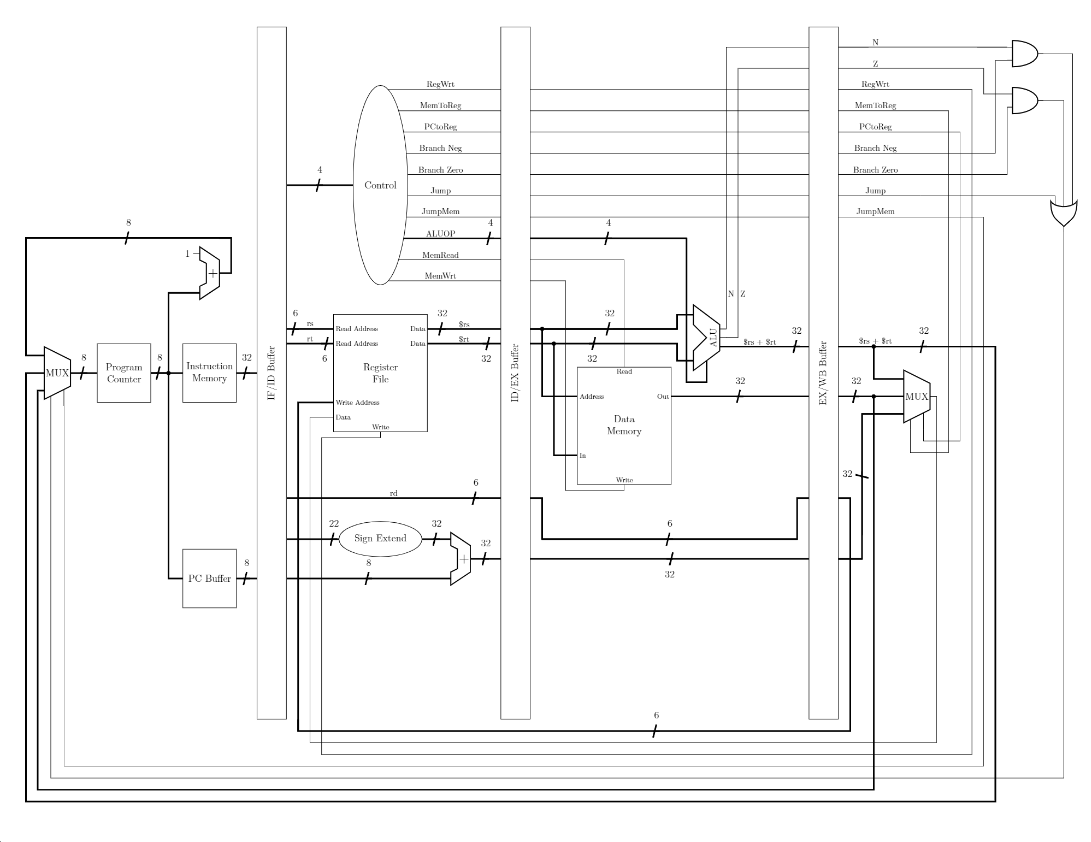 N
Z
RegWrt
RegWrt
MemToReg
MemToReg
PCtoReg
PCtoReg
Branch Neg
Branch Neg
4
Branch Zero
Branch Zero
Control
Jump
Jump
JumpMem
JumpMem
8
4
4
ALUOP
1
+
MemRead
MemWrt
N Z
6
32
32
rs
Read Address
Data
$rs
32
32
rt
Read Address
Data
$rt
ALU
$rs + $rt
$rs + $rt
6
32
32
8
8
32
MUX
Program
Counter
Instruction
Memory
IF/ID Buffer
Register
File
ID/EX Buffer
Read
EX/WB Buffer
32
32
Address
Out
MUX
Write Address
Data
Write
Data
Memory
In
32
Write
rd
6
22
32
6
Sign Extend
32
+
8
8
PC Buffer
32
6